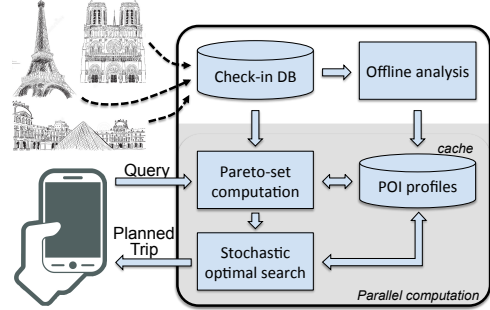 Check-in DB
Offline analysis
cache
Query
Pareto-set
computation
POI profiles
Planned
Trip
Stochastic
optimal search
Parallel computation